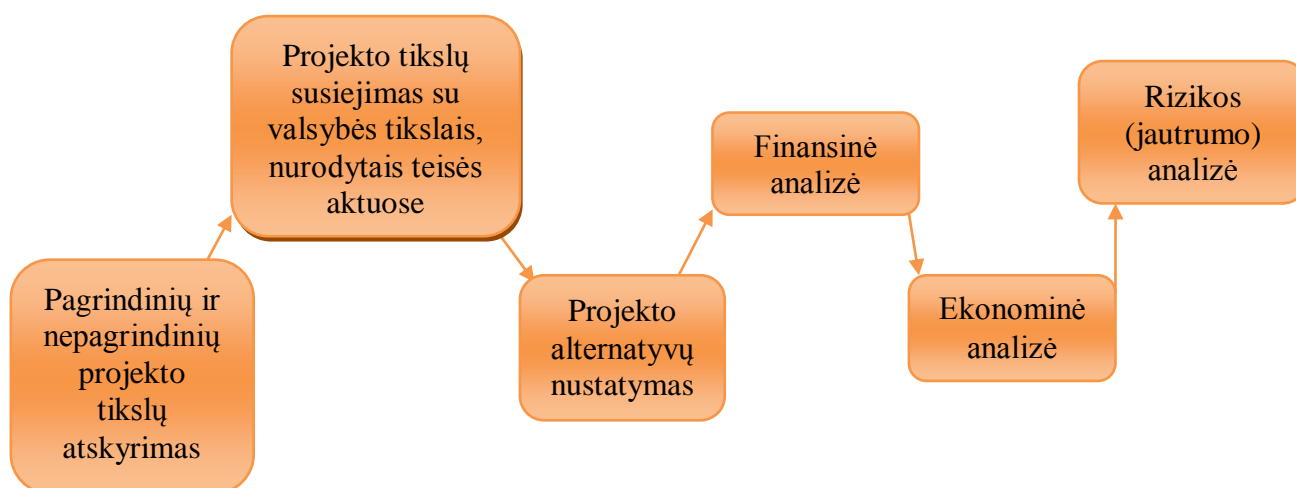 Pagrindinių ir
nepagrindinių
projekto
tikslų
atskyrimas
Projekto tikslų
susiejimas su
valsybės tikslais,
nurodytais teisės
aktuose
Projekto
alternatyvų
nustatymas
Finansinė
analizė
Ekonominė
analizė
Rizikos
(jautrumo)
analizė